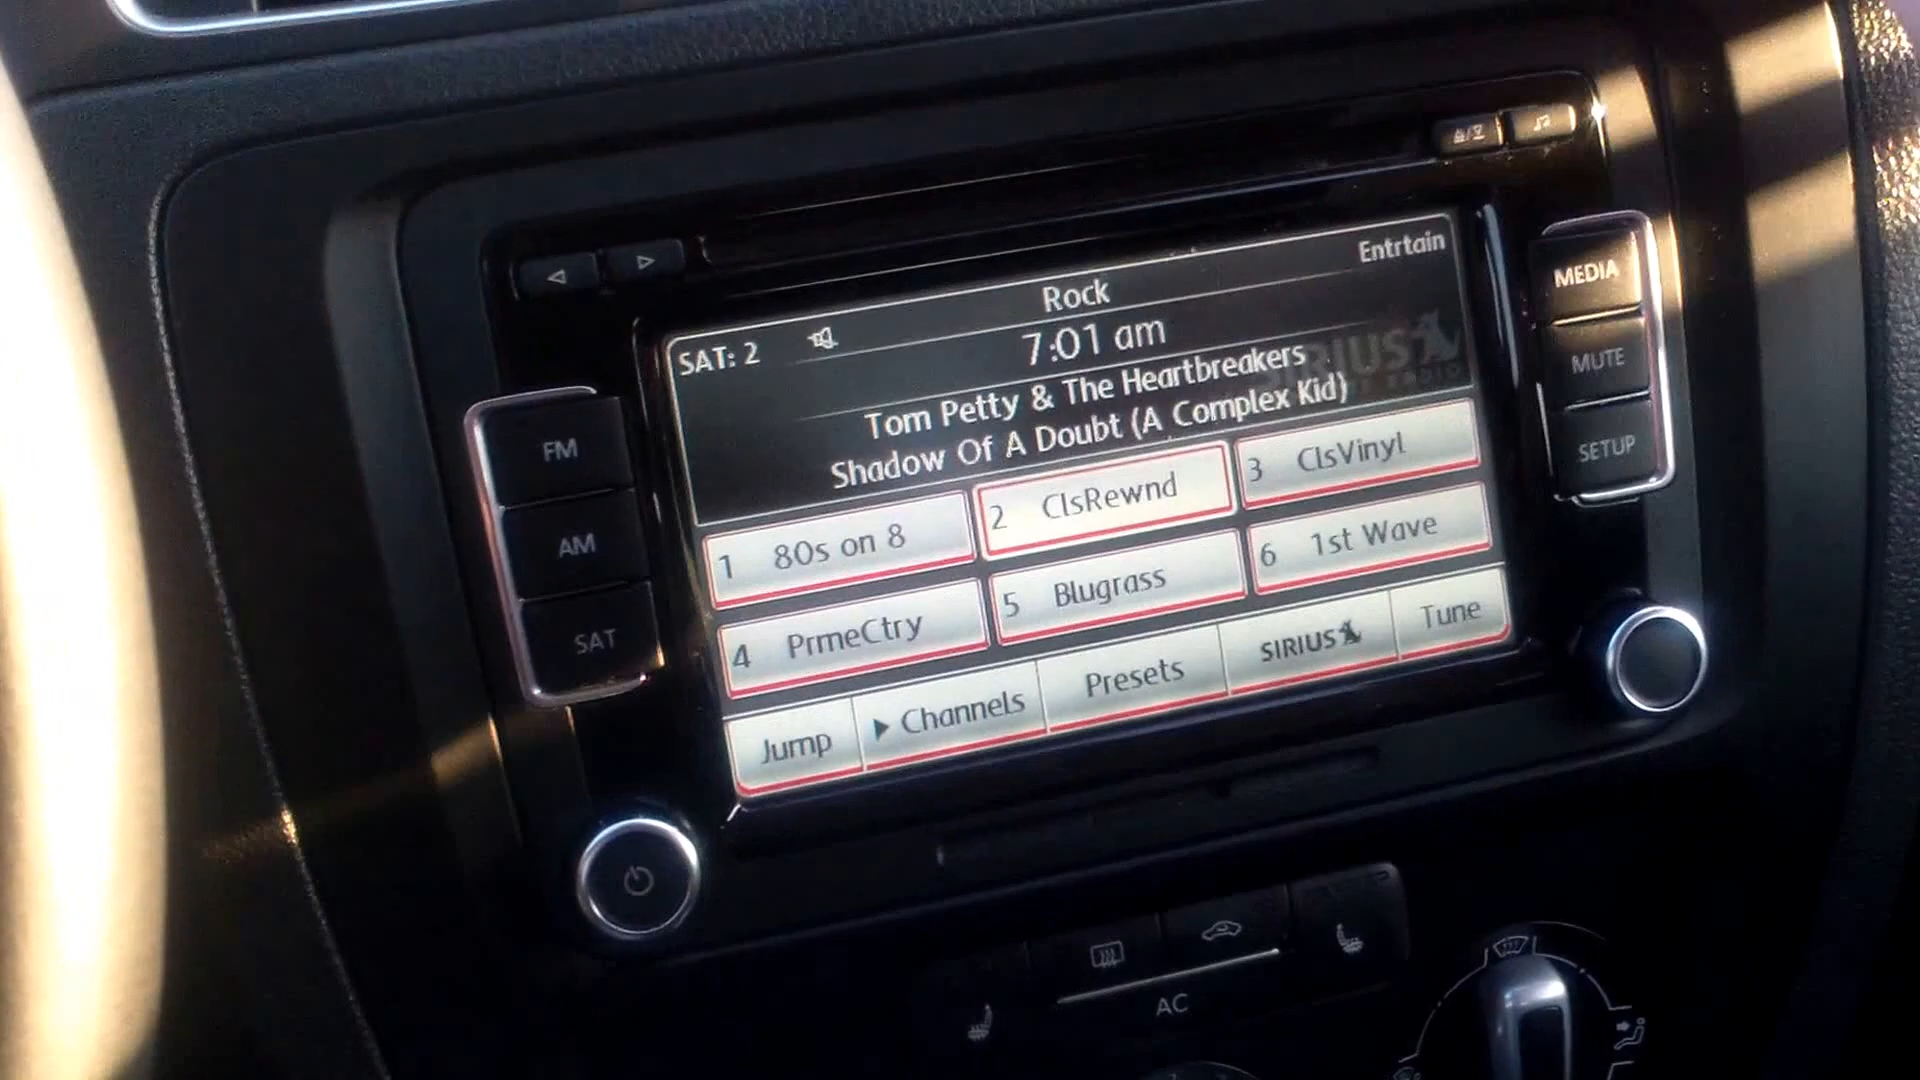 MEDIA
MUTE
SETUP
FM
AM
SAT
Entrtain
Rock
SAT: 2
7:01 am
Tom Petty & The Heartbreakers
Shadow Of A Doubt (A Complex Kid)
1 80s on 8
2 ClsRewnd
3 ClsVinyl
4 PrmeCtry
5 Blugrass
6 1st Wave
Jump
Channels
Presets
SIRIUS
Tune
AC